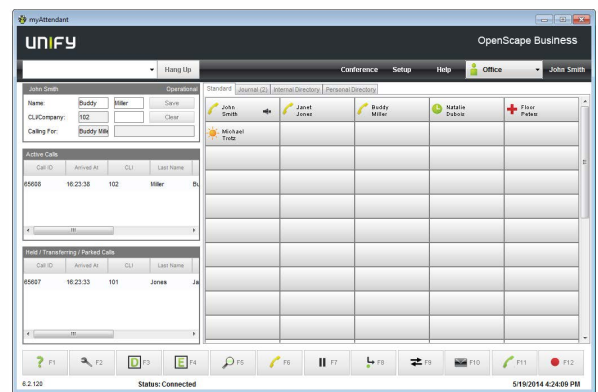 myAttendant
UNIFY
OpenScape Business
Hang Up
Conference Setup Help Office John Smith
John Smith Operational
Name: Buddy Miller Save
CLI/Company: 102 Clear
Calling For: Buddy Mille
Active Calls
Call ID Arrived At CLI Last Name
65608 16:23:38 102 Miller Bu
Held / Transferring / Parked Calls
Call ID Arrived At CLI Last Name
65607 16:23:33 101 Jones Ja
Standard Journal (2) Internal Directory Personal Directory
John Smith
Janet Jones
Buddy Miller
Natalie Dubois
Floor Peters
Michael Trotz
? F1 F2 D F3 E F4 F5 F6 F7 F8 F9 F10 F11 F12
6.2.120 Status: Connected 5/19/2014 4:24:09 PM